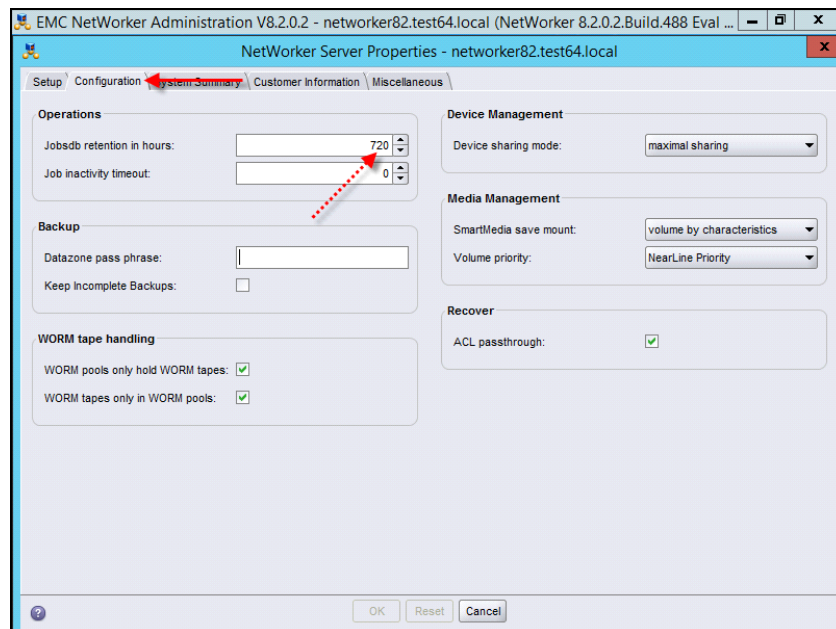 EMC NetWorker Administration V8.2.0.2 - networker82.test64.local (NetWorker 8.2.0.2.Build.488 Eval ...
NetWorker Server Properties - networker82.test64.local
Setup Configuration System Summary Customer Information Miscellaneous
Operations
Jobsdb retention in hours: 720
Job inactivity timeout: 0
Backup
Datazone pass phrase:
Keep Incomplete Backups:
WORM tape handling
WORM pools only hold WORM tapes:
WORM tapes only in WORM pools:
Device Management
Device sharing mode: maximal sharing
Media Management
SmartMedia save mount: volume by characteristics
Volume priority: NearLine Priority
Recover
ACL passthrough:
OK Reset Cancel